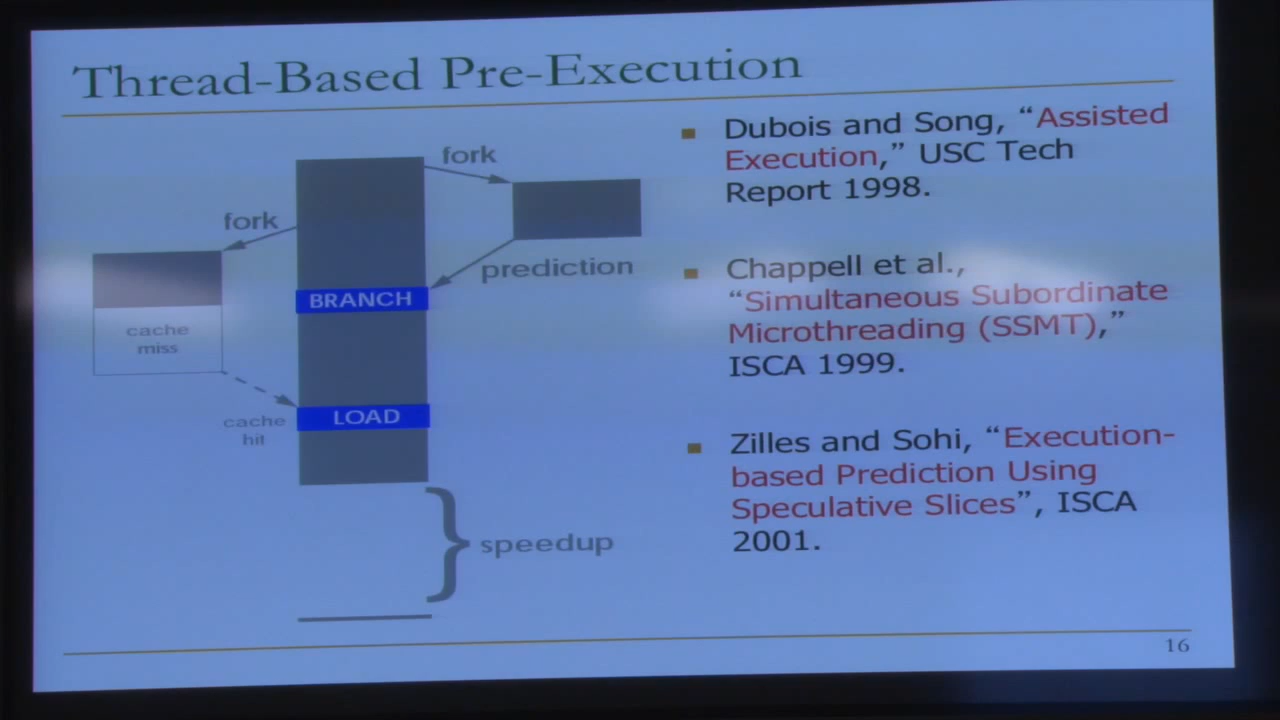 Thread-Based Pre-Execution
fork
fork
prediction
BRANCH
cache
miss
LOAD
cache
hit
speedup
Dubois and Song, “Assisted
Execution,” USC Tech
Report 1998.
Chappell et al.,
“Simultaneous Subordinate
Microthreading (SSMT),”
ISCA 1999.
Zilles and Sohi, “Execution-
based Prediction Using
Speculative Slices”, ISCA
2001.
16